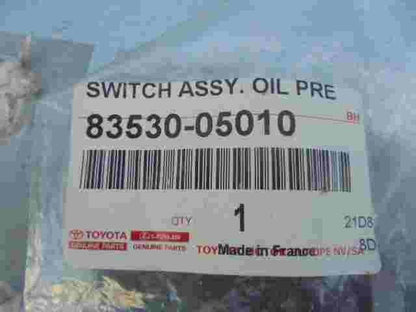 SWITCH ASSY. OIL PRE
83530-05010
BH
QTY 1 21D8
TOYOTA
GENUINE PARTS GENUINE PARTS
Made in France
8D